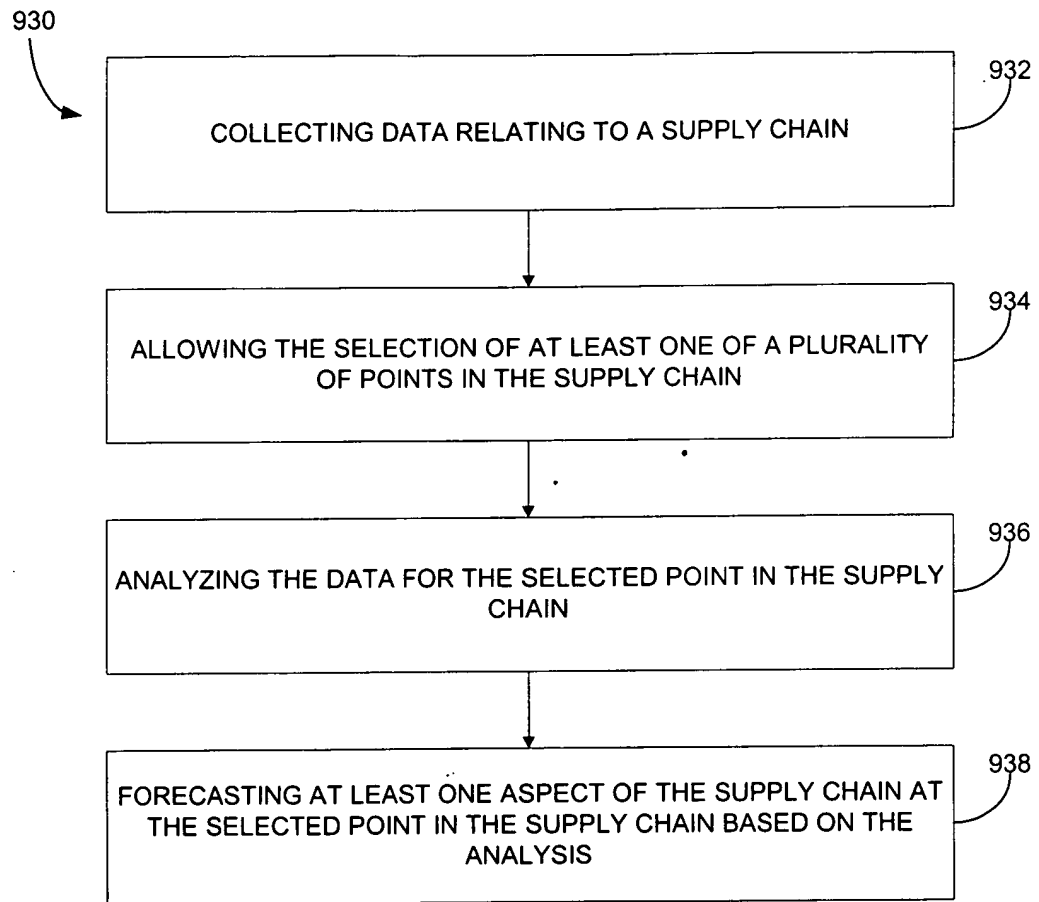 930
932
COLLECTING DATA RELATING TO A SUPPLY CHAIN
934
ALLOWING THE SELECTION OF AT LEAST ONE OF A PLURALITY
OF POINTS IN THE SUPPLY CHAIN
936
ANALYZING THE DATA FOR THE SELECTED POINT IN THE SUPPLY
CHAIN
938
FORECASTING AT LEAST ONE ASPECT OF THE SUPPLY CHAIN AT
THE SELECTED POINT IN THE SUPPLY CHAIN BASED ON THE
ANALYSIS